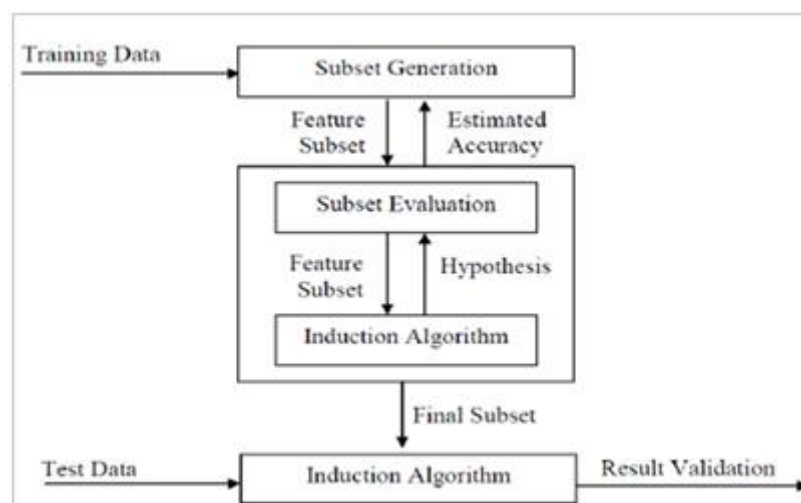 Training Data
Subset Generation
Feature
Subset
Estimated
Accuracy
Subset Evaluation
Feature
Subset
Hypothesis
Induction Algorithm
Final Subset
Test Data
Induction Algorithm
Result Validation